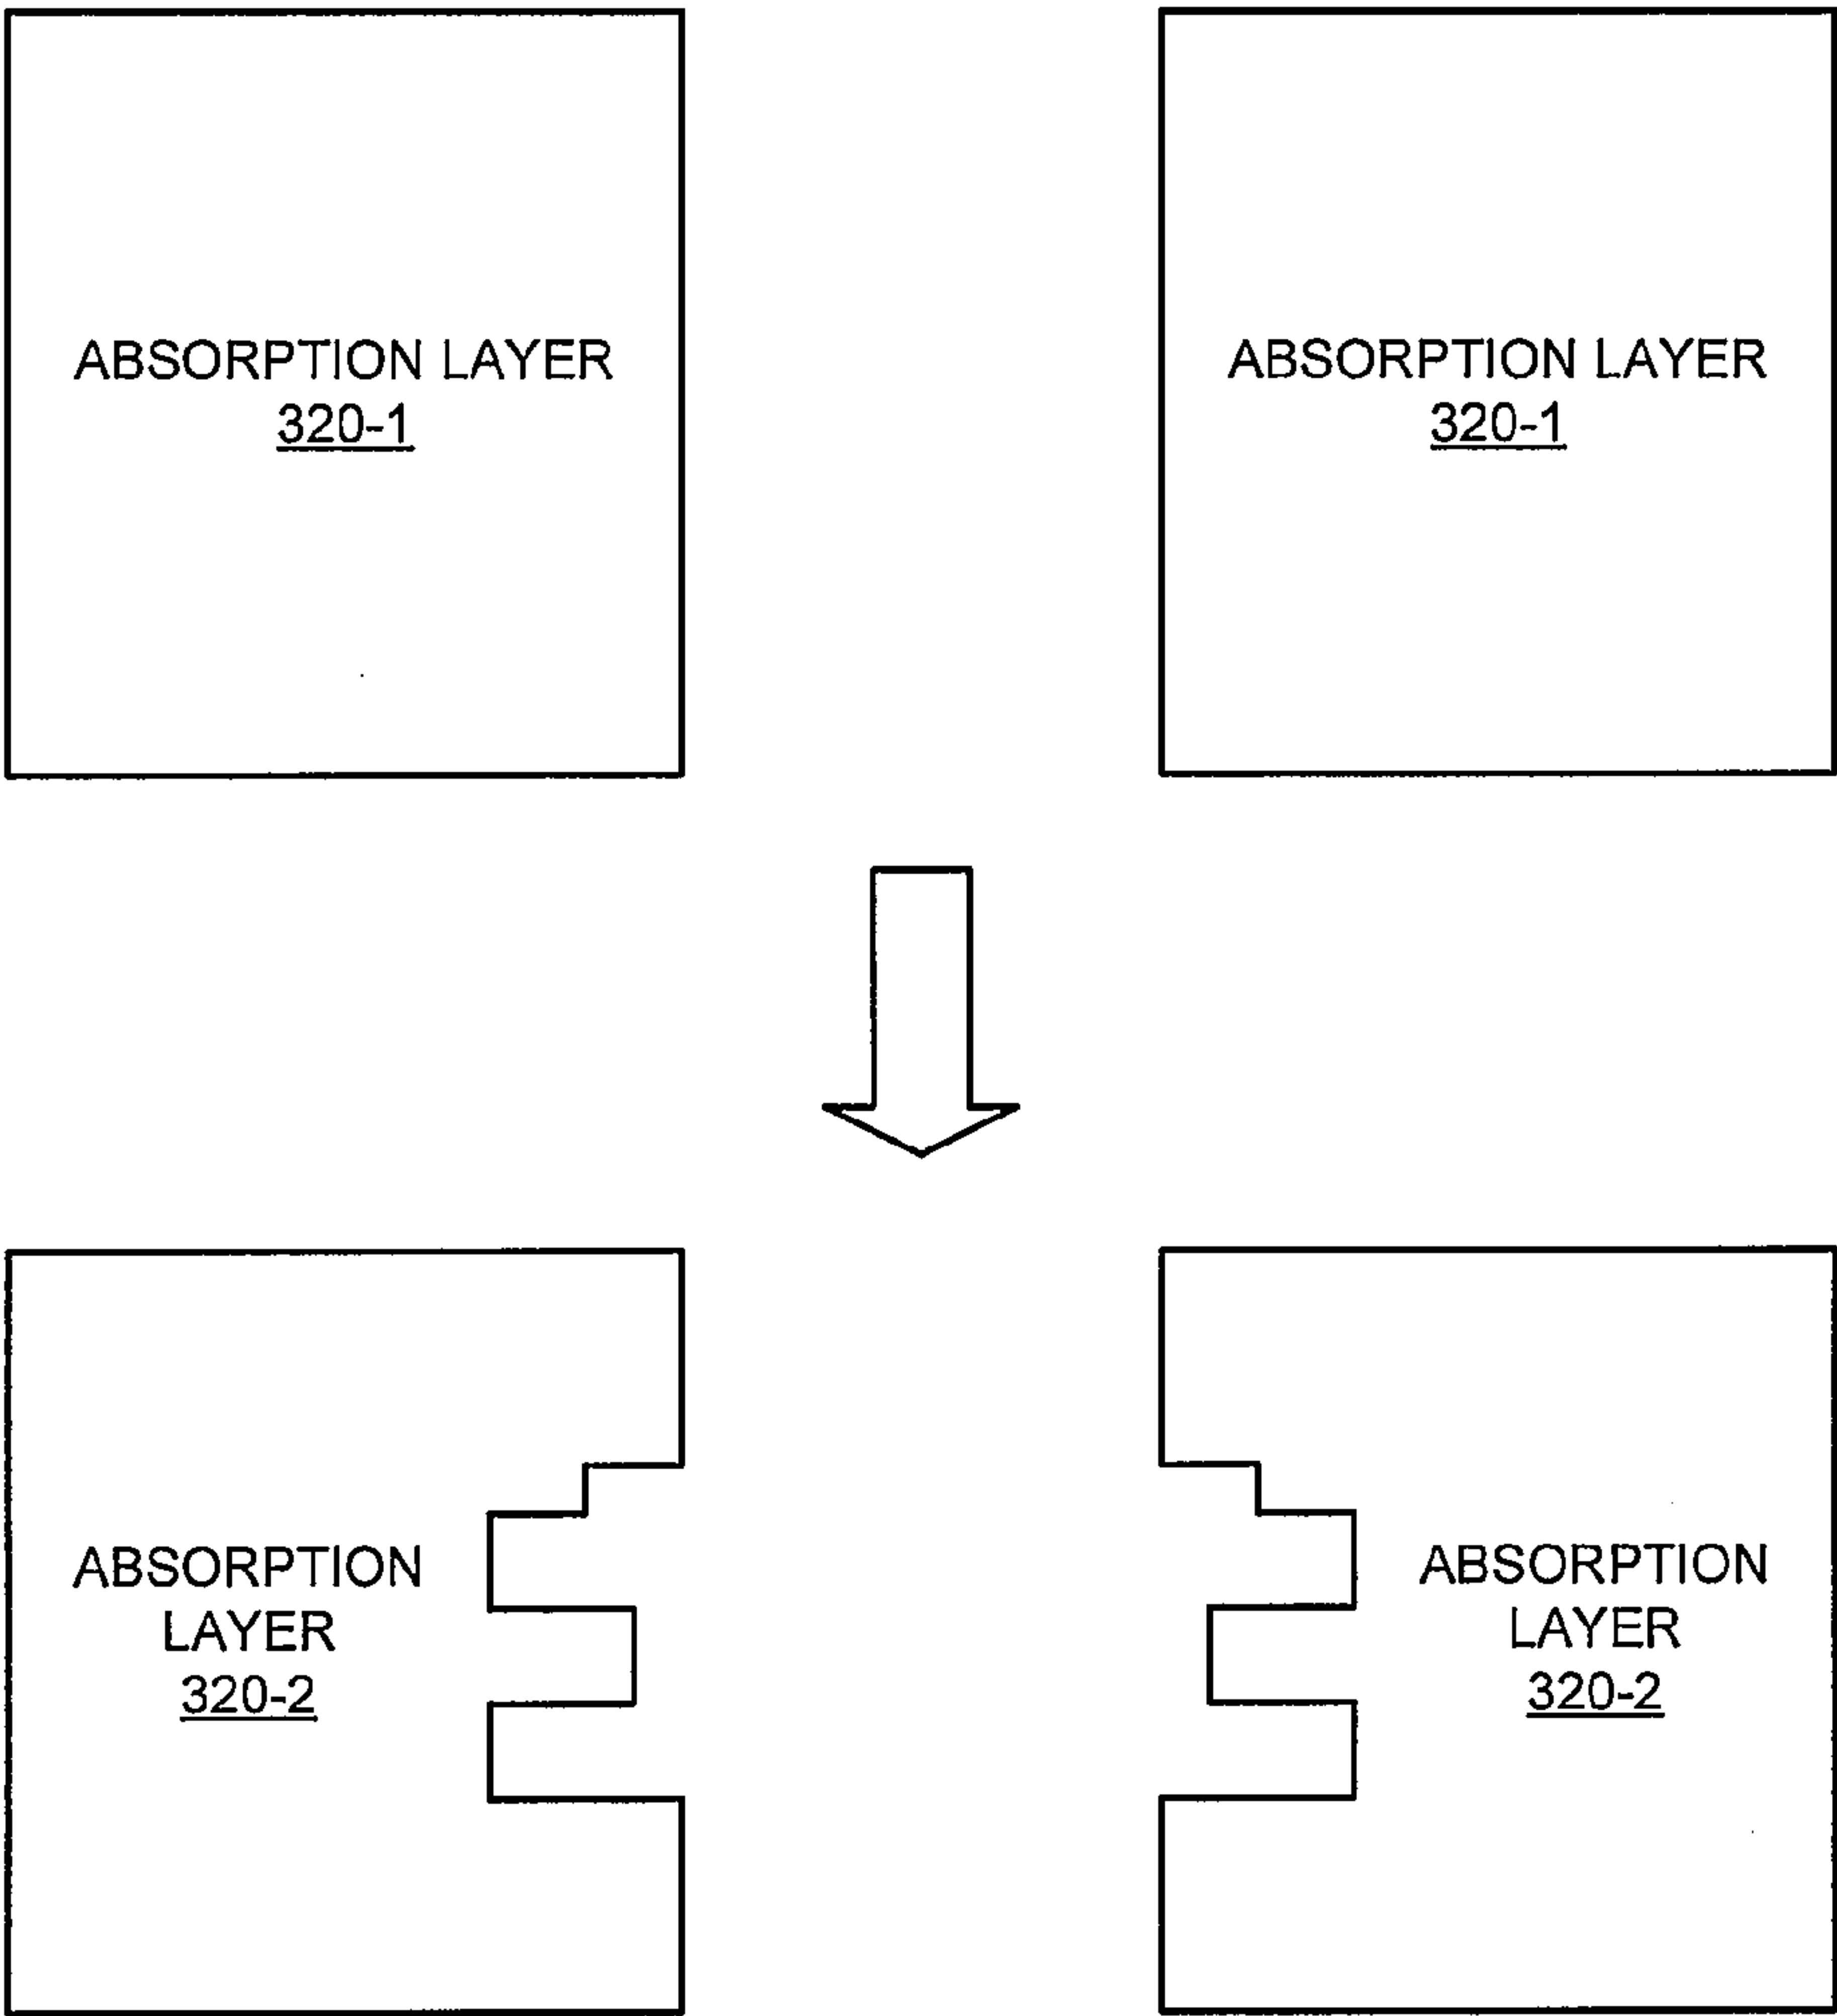 ABSORPTION LAYER
320-1
ABSORPTION LAYER
320-1
ABSORPTION
LAYER
320-2
ABSORPTION
LAYER
320-2